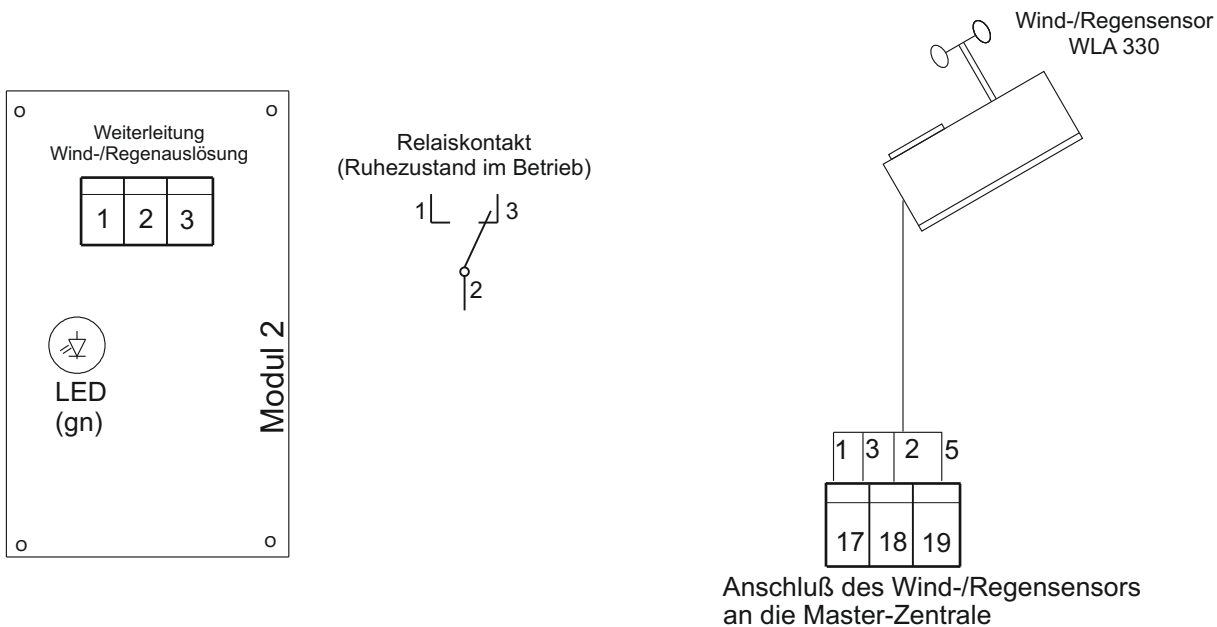 Weiterleitung
Wind-/Regenauslösung
1 2 3
LED
(gn)
Modul 2
Relaiskontakt
(Ruhezustand im Betrieb)
1 3
2
Wind-/Regensensor
WLA 330
1 3 2 5
17 18 19
Anschluß des Wind-/Regensensors
an die Master-Zentrale